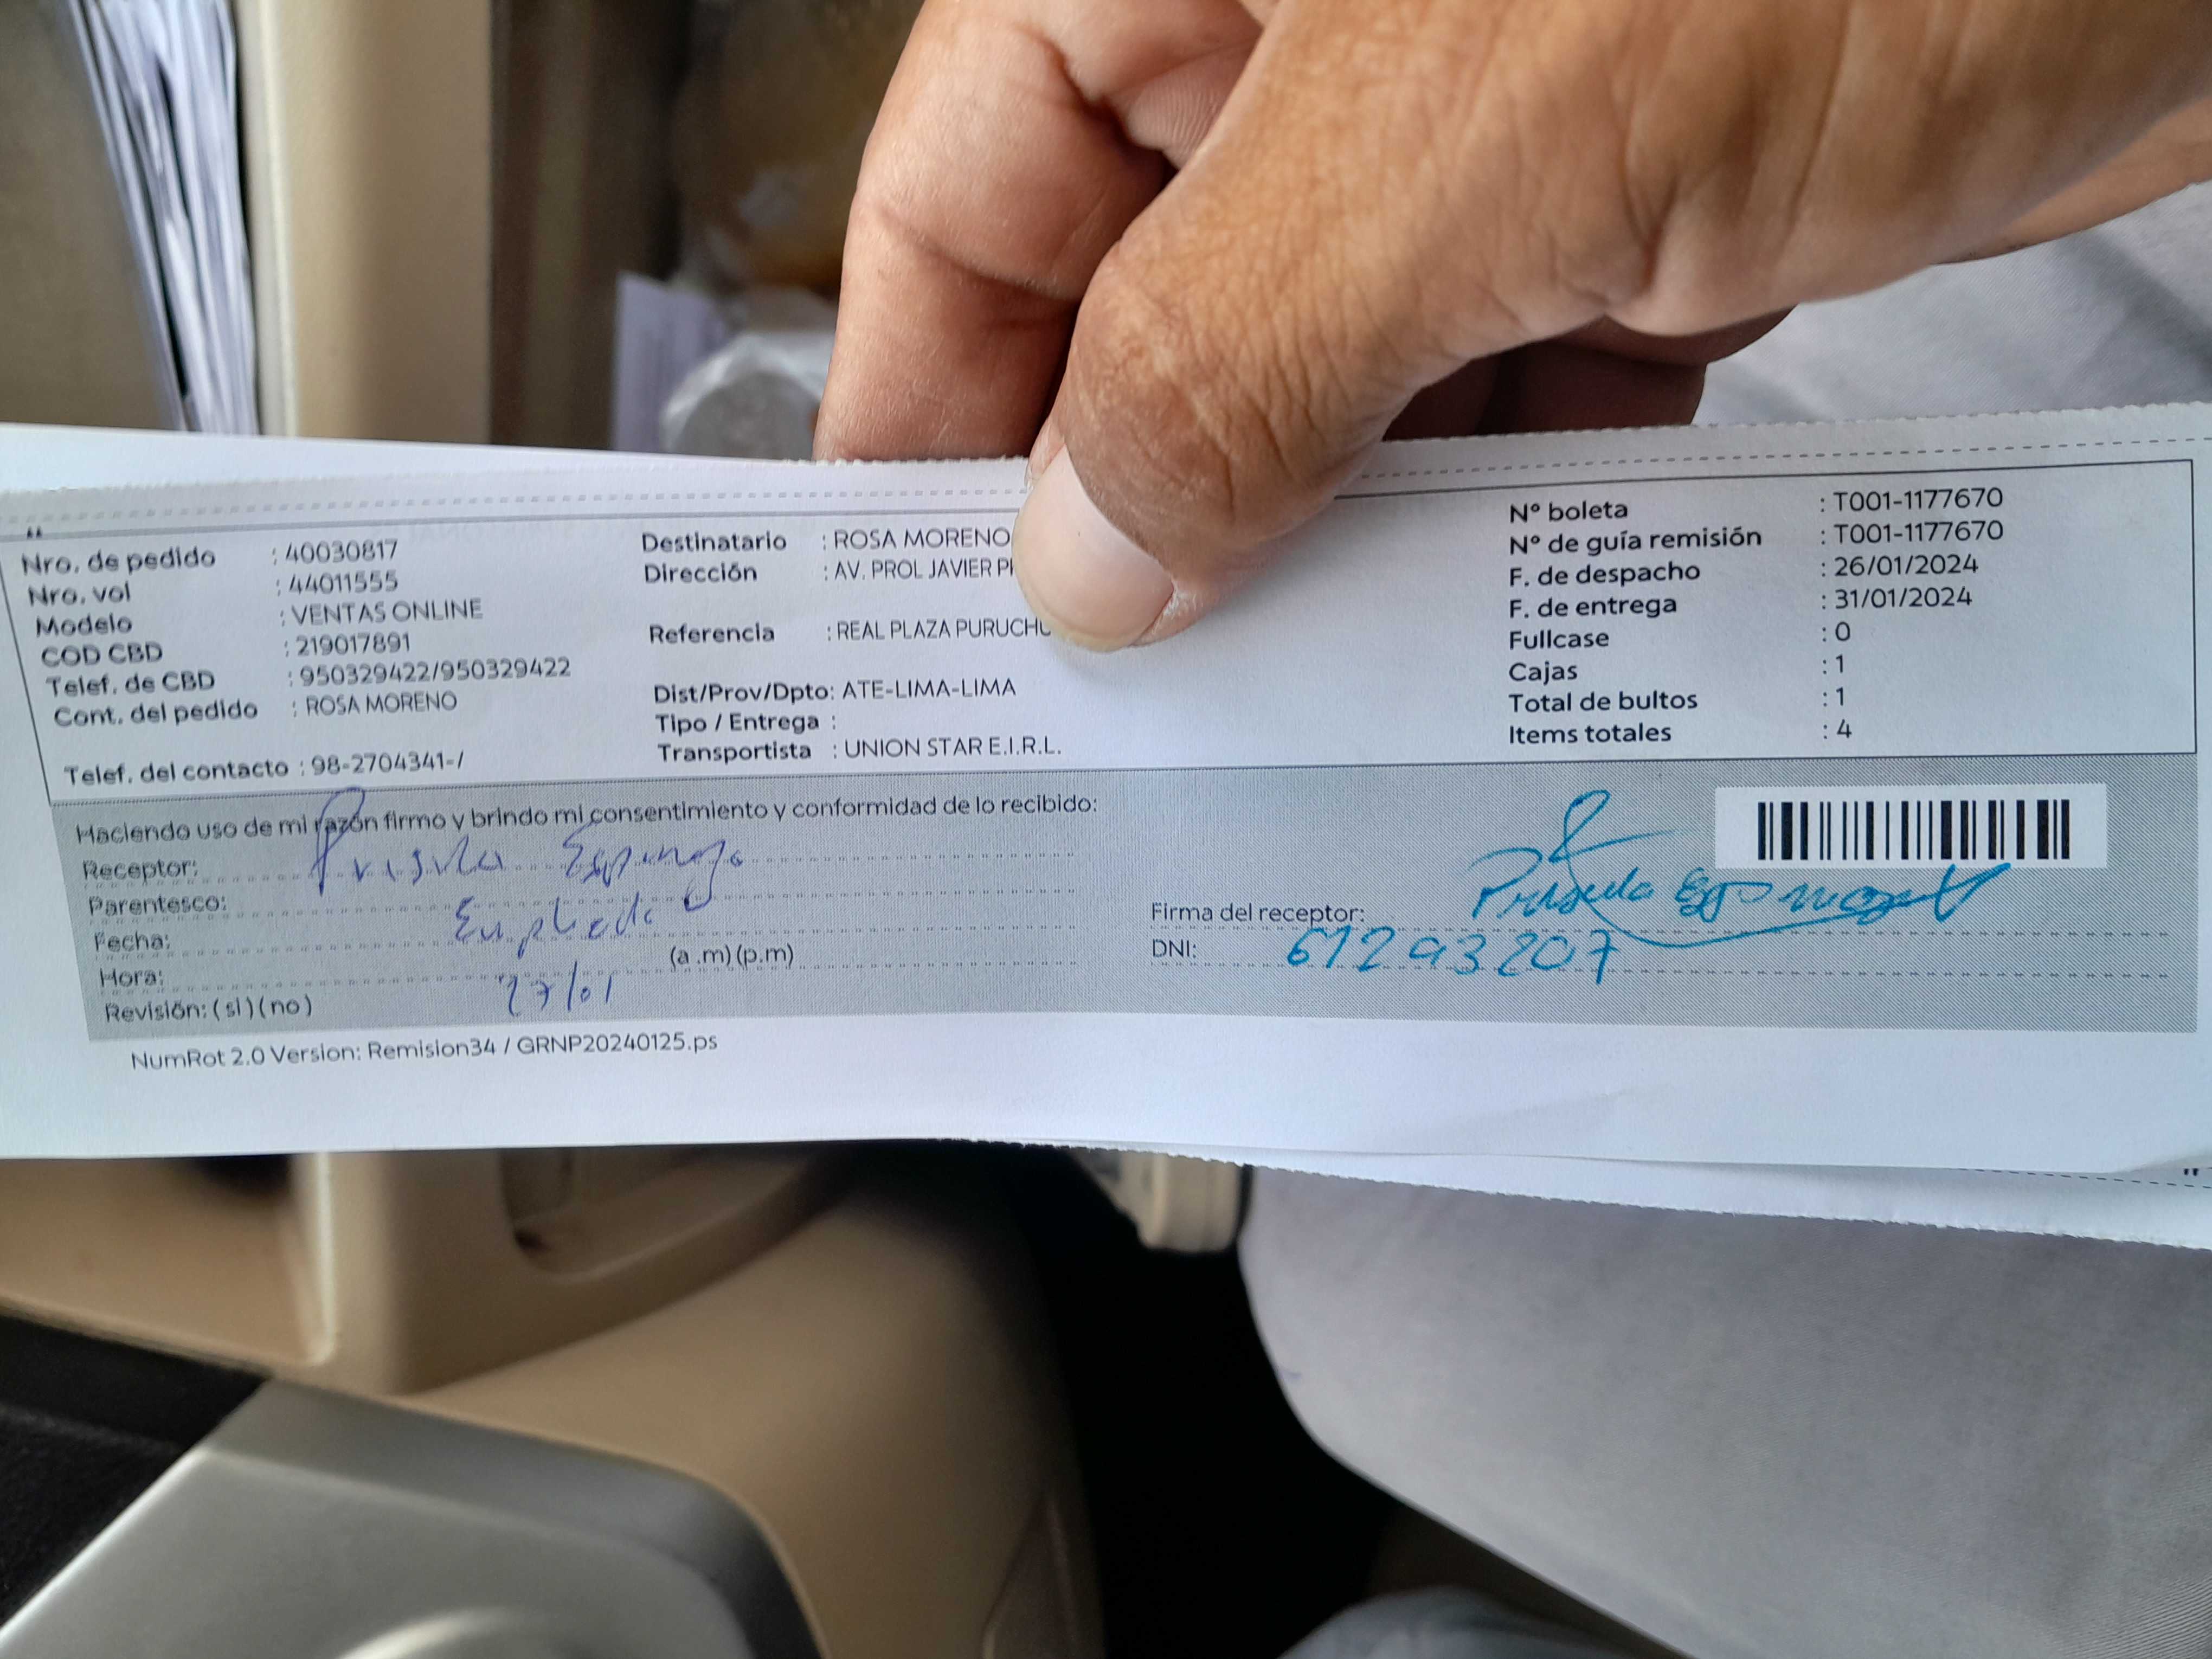 Nro. de pedido : 40030817
Nro. vol : 44011555
Modelo : VENTAS ONLINE
COD CBD : 219017891
Telef. de CBD : 950329422/950329422
Cont. del pedido : ROSA MORENO
Telef. del contacto : 98-2704341-/
Destinatario : ROSA MORENO
Dirección : AV. PROL JAVIER
Referencia : REAL PLAZA
Dist/Prov/Dpto: ATE-LIMA-LIMA
Tipo / Entrega :
Transportista : UNION STAR E.I.R.L.
N° boleta : T001-1177670
N° de guía remisión : T001-1177670
F. de despacho : 26/01/2024
F. de entrega : 31/01/2024
Fullcase : 0
Cajas : 1
Total de bultos : 1
Items totales : 4
Haciendo uso de mi razón firmo y brindo mi consentimiento y conformidad de lo recibido:
Receptor: Espinoza
Parentesco:
Fecha:
Hora: (a .m) (p.m)
27/01
Revisión: ( si ) ( no )
Firma del receptor:
DNI: 61293207
NumRot 2.0 Version: Remision34 / GRNP20240125.ps